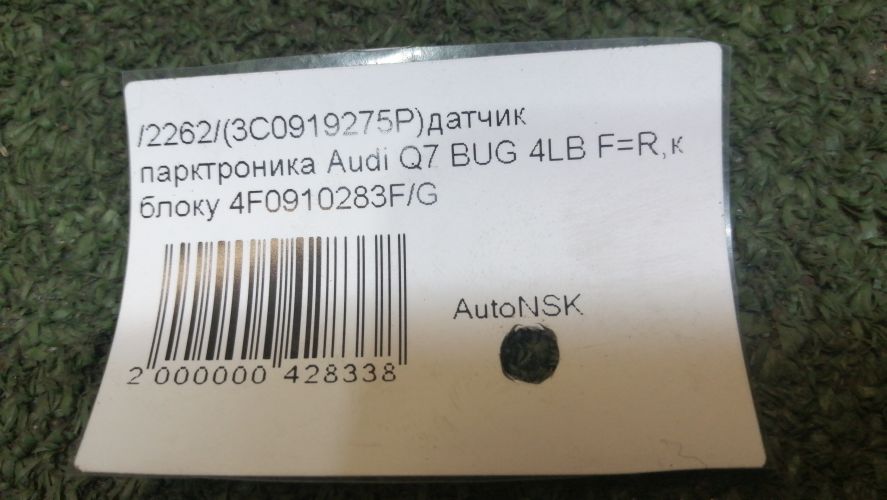 /2262/(3C0919275P)датчик
парктроника Audi Q7 BUG 4LB F=R,к
блоку 4F0910283F/G
AutoNSK
2 000000 428338